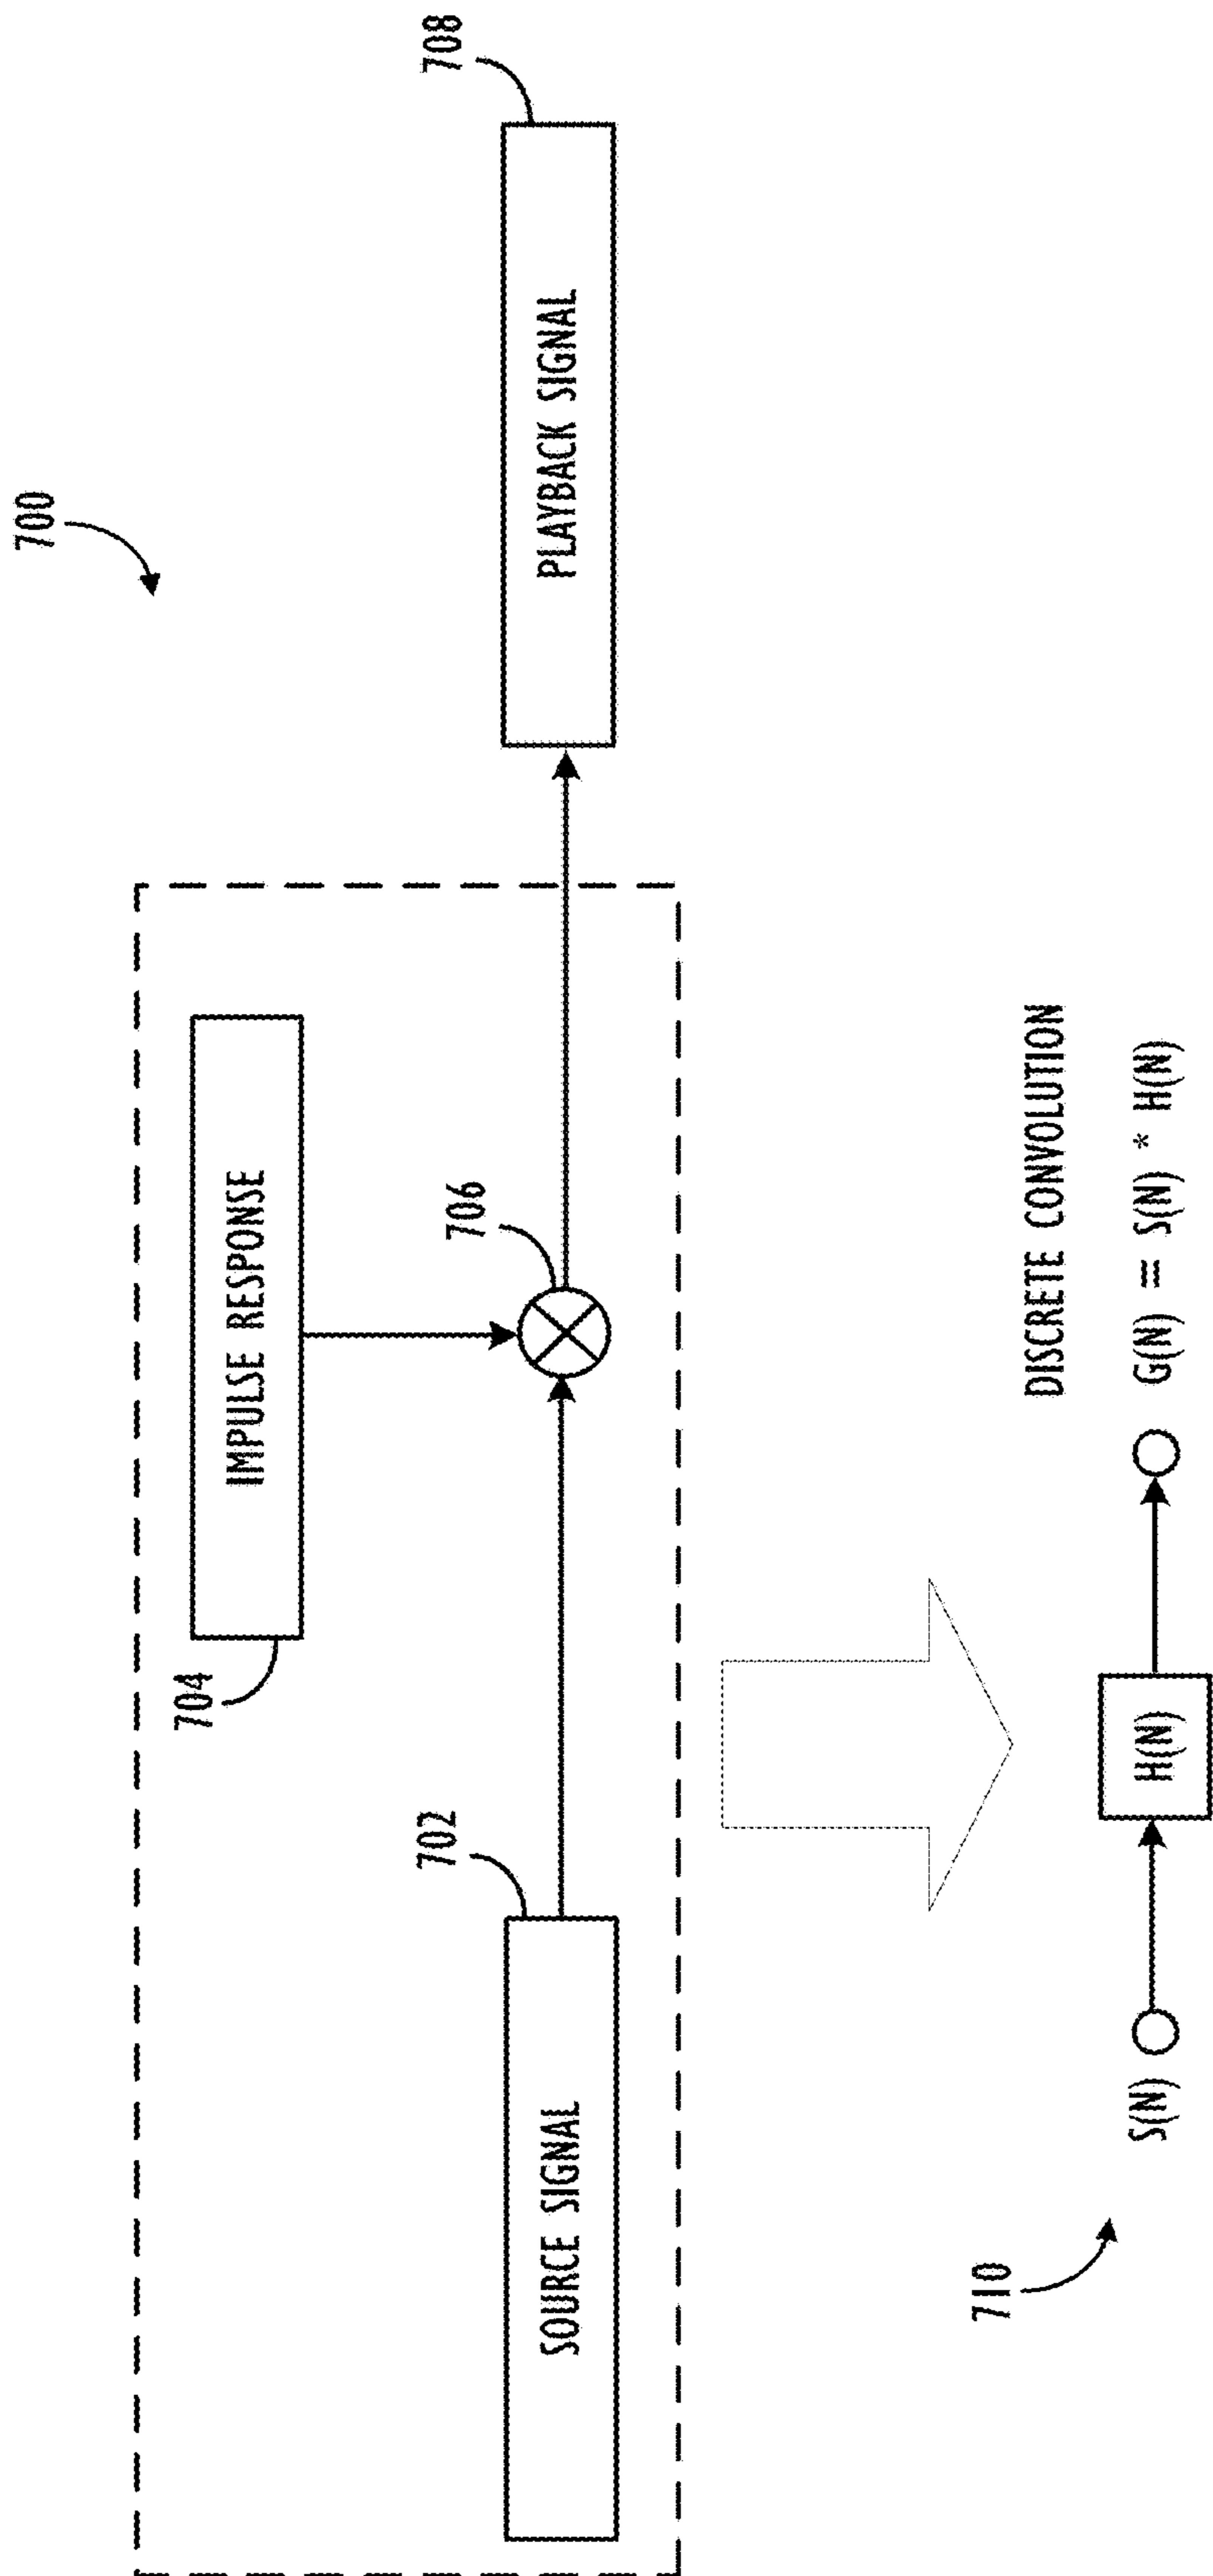 700
704
IMPULSE RESPONSE
702
706
708
SOURCE SIGNAL
PLAYBACK SIGNAL
710
DISCRETE CONVOLUTION
S(N)
H(N)
G(N) = S(N) * H(N)